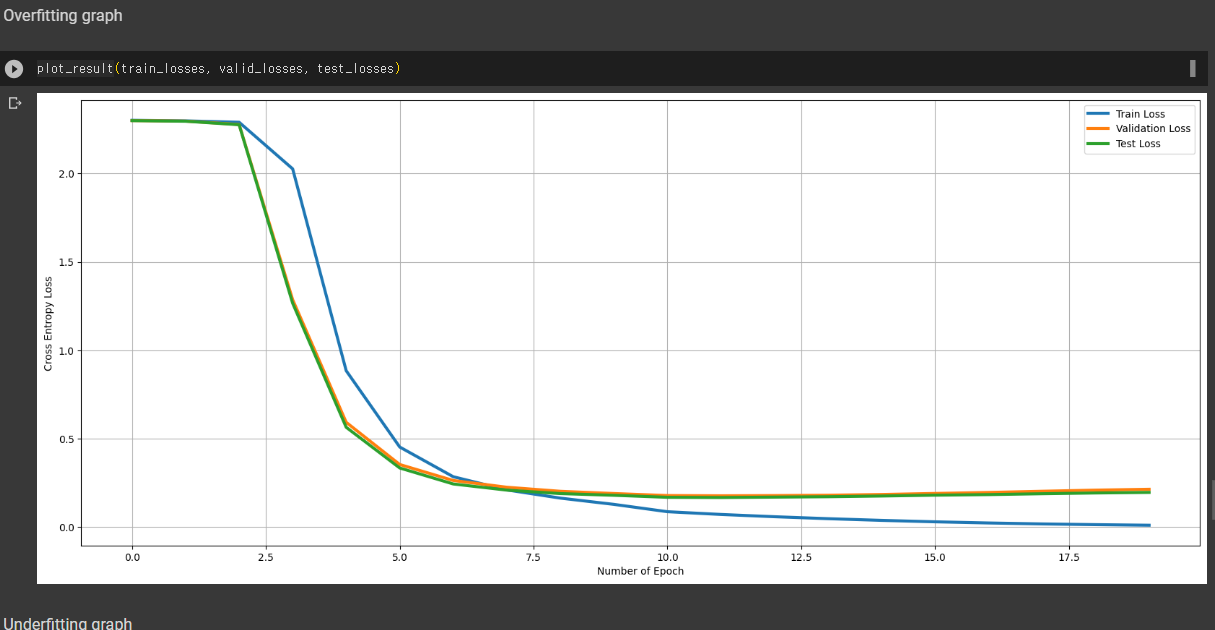 Overfitting graph
plot_result(train_losses, valid_losses, test_losses)
Train Loss
Validation Loss
Test Loss
2.0
1.5
1.0
0.5
0.0
Cross Entropy Loss
0.0 2.5 5.0 7.5 10.0 12.5 15.0 17.5
Number of Epoch
Underfitting graph